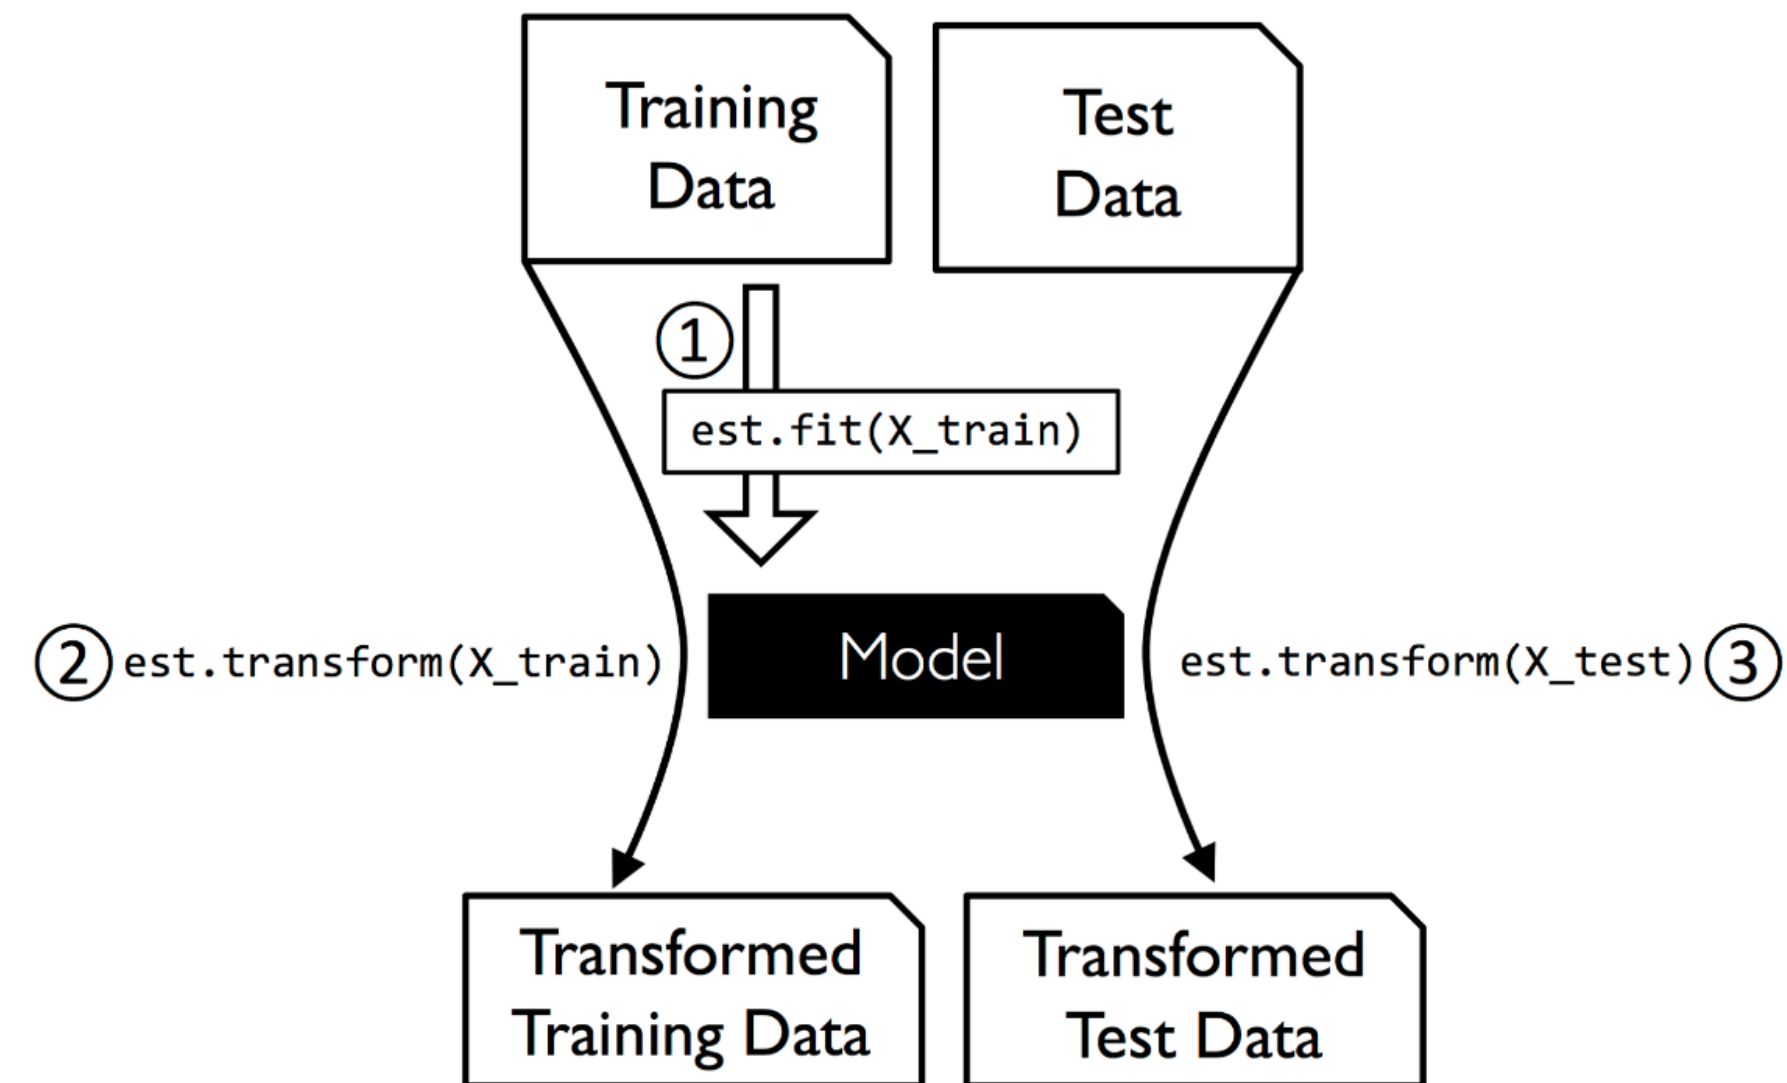 Training
Data
Test
Data
1
est.fit(X_train)
2 est.transform(X_train)
Model
est.transform(X_test) 3
Transformed
Training Data
Transformed
Test Data